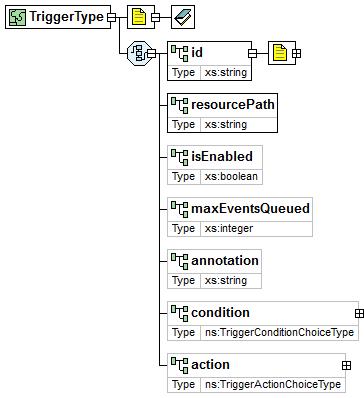 TriggerType
id
Type xs:string
resourcePath
Type xs:string
isEnabled
Type xs:boolean
maxEventsQueued
Type xs:integer
annotation
Type xs:string
condition
Type ns:TriggerConditionChoiceType
action
Type ns:TriggerActionChoiceType